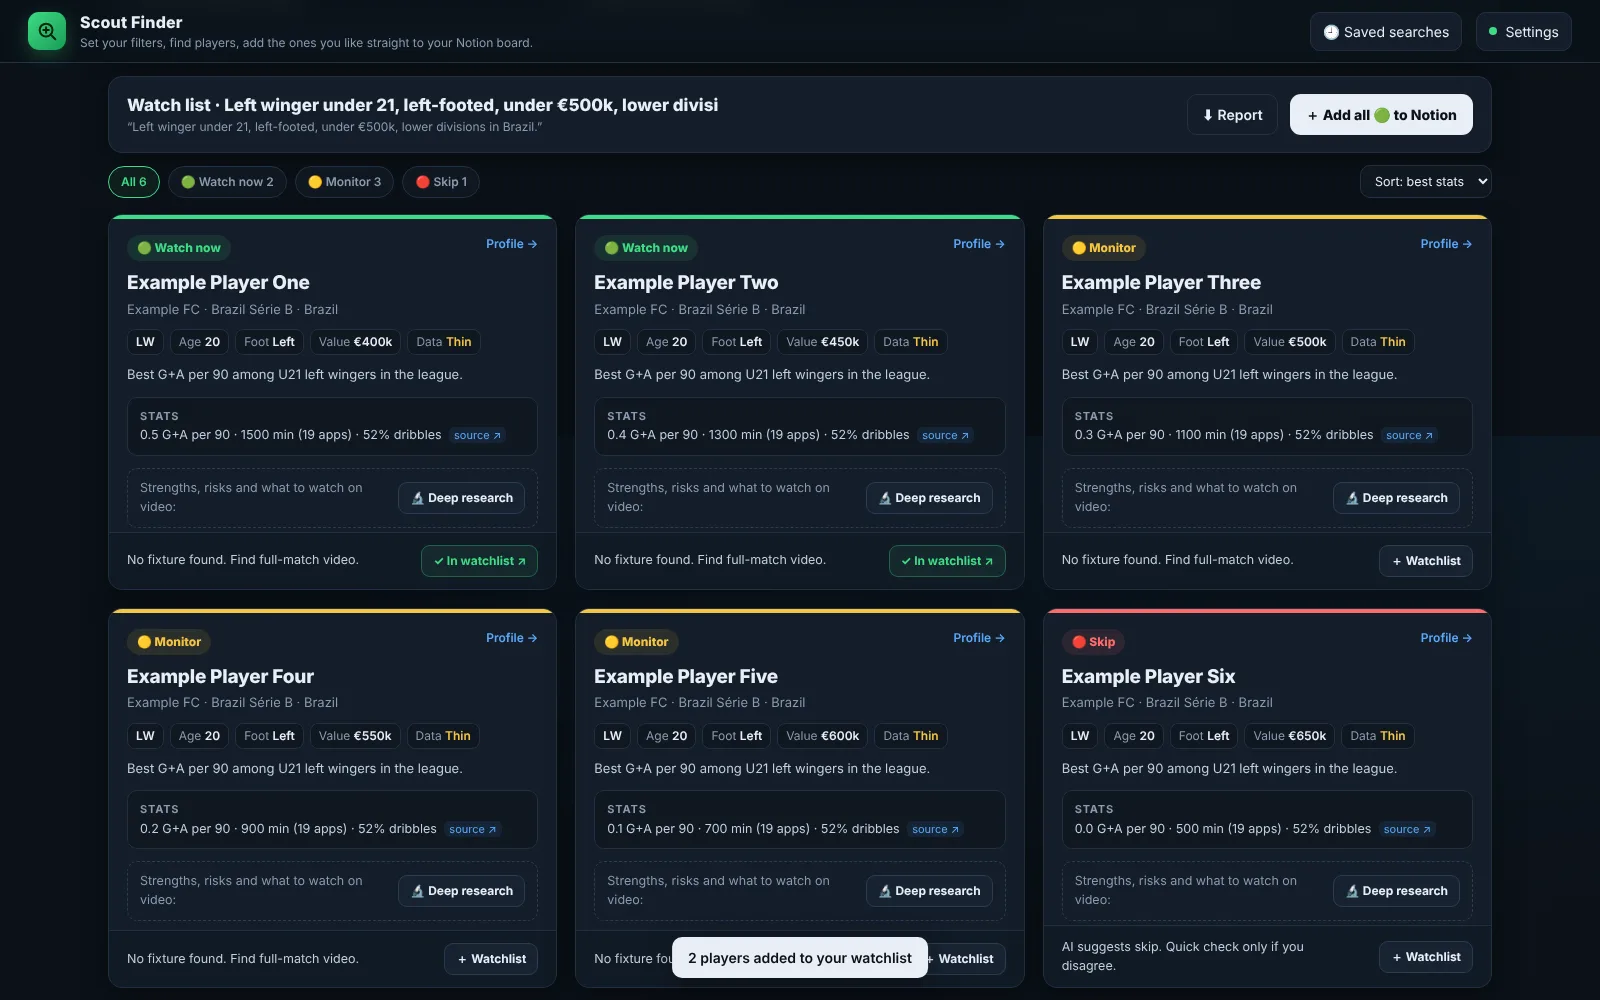 Scout Finder
Set your filters, find players, add the ones you like straight to your Notion board.
🕘 Saved searches
Settings
Watch list · Left winger under 21, left-footed, under €500k, lower divisi
“Left winger under 21, left-footed, under €500k, lower divisions in Brazil.”
⬇ Report
+ Add all 🟢 to Notion
All 6
🟢 Watch now 2
🟡 Monitor 3
🔴 Skip 1
Sort: best stats
🟢 Watch now
Profile →
Example Player One
Example FC · Brazil Série B · Brazil
LW
Age 20
Foot Left
Value €400k
Data Thin
Best G+A per 90 among U21 left wingers in the league.
STATS
0.5 G+A per 90 · 1500 min (19 apps) · 52% dribbles source ↗
Strengths, risks and what to watch on
video:
🔬 Deep research
No fixture found. Find full-match video.
✓ In watchlist ↗
🟢 Watch now
Profile →
Example Player Two
Example FC · Brazil Série B · Brazil
LW
Age 20
Foot Left
Value €450k
Data Thin
Best G+A per 90 among U21 left wingers in the league.
STATS
0.4 G+A per 90 · 1300 min (19 apps) · 52% dribbles source ↗
Strengths, risks and what to watch on
video:
🔬 Deep research
No fixture found. Find full-match video.
✓ In watchlist ↗
🟡 Monitor
Profile →
Example Player Three
Example FC · Brazil Série B · Brazil
LW
Age 20
Foot Left
Value €500k
Data Thin
Best G+A per 90 among U21 left wingers in the league.
STATS
0.3 G+A per 90 · 1100 min (19 apps) · 52% dribbles source ↗
Strengths, risks and what to watch on
video:
🔬 Deep research
No fixture found. Find full-match video.
+ Watchlist
🟡 Monitor
Profile →
Example Player Four
Example FC · Brazil Série B · Brazil
LW
Age 20
Foot Left
Value €550k
Data Thin
Best G+A per 90 among U21 left wingers in the league.
STATS
0.2 G+A per 90 · 900 min (19 apps) · 52% dribbles source ↗
Strengths, risks and what to watch on
video:
🔬 Deep research
No fixture found. Find full-match video.
+ Watchlist
🟡 Monitor
Profile →
Example Player Five
Example FC · Brazil Série B · Brazil
LW
Age 20
Foot Left
Value €600k
Data Thin
Best G+A per 90 among U21 left wingers in the league.
STATS
0.1 G+A per 90 · 700 min (19 apps) · 52% dribbles source ↗
Strengths, risks and what to watch on
video:
🔬 Deep research
No fixture fou
+ Watchlist
🔴 Skip
Profile →
Example Player Six
Example FC · Brazil Série B · Brazil
LW
Age 20
Foot Left
Value €650k
Data Thin
Best G+A per 90 among U21 left wingers in the league.
STATS
0.0 G+A per 90 · 500 min (19 apps) · 52% dribbles source ↗
Strengths, risks and what to watch on
video:
🔬 Deep research
AI suggests skip. Quick check only if you
disagree.
+ Watchlist
2 players added to your watchlist